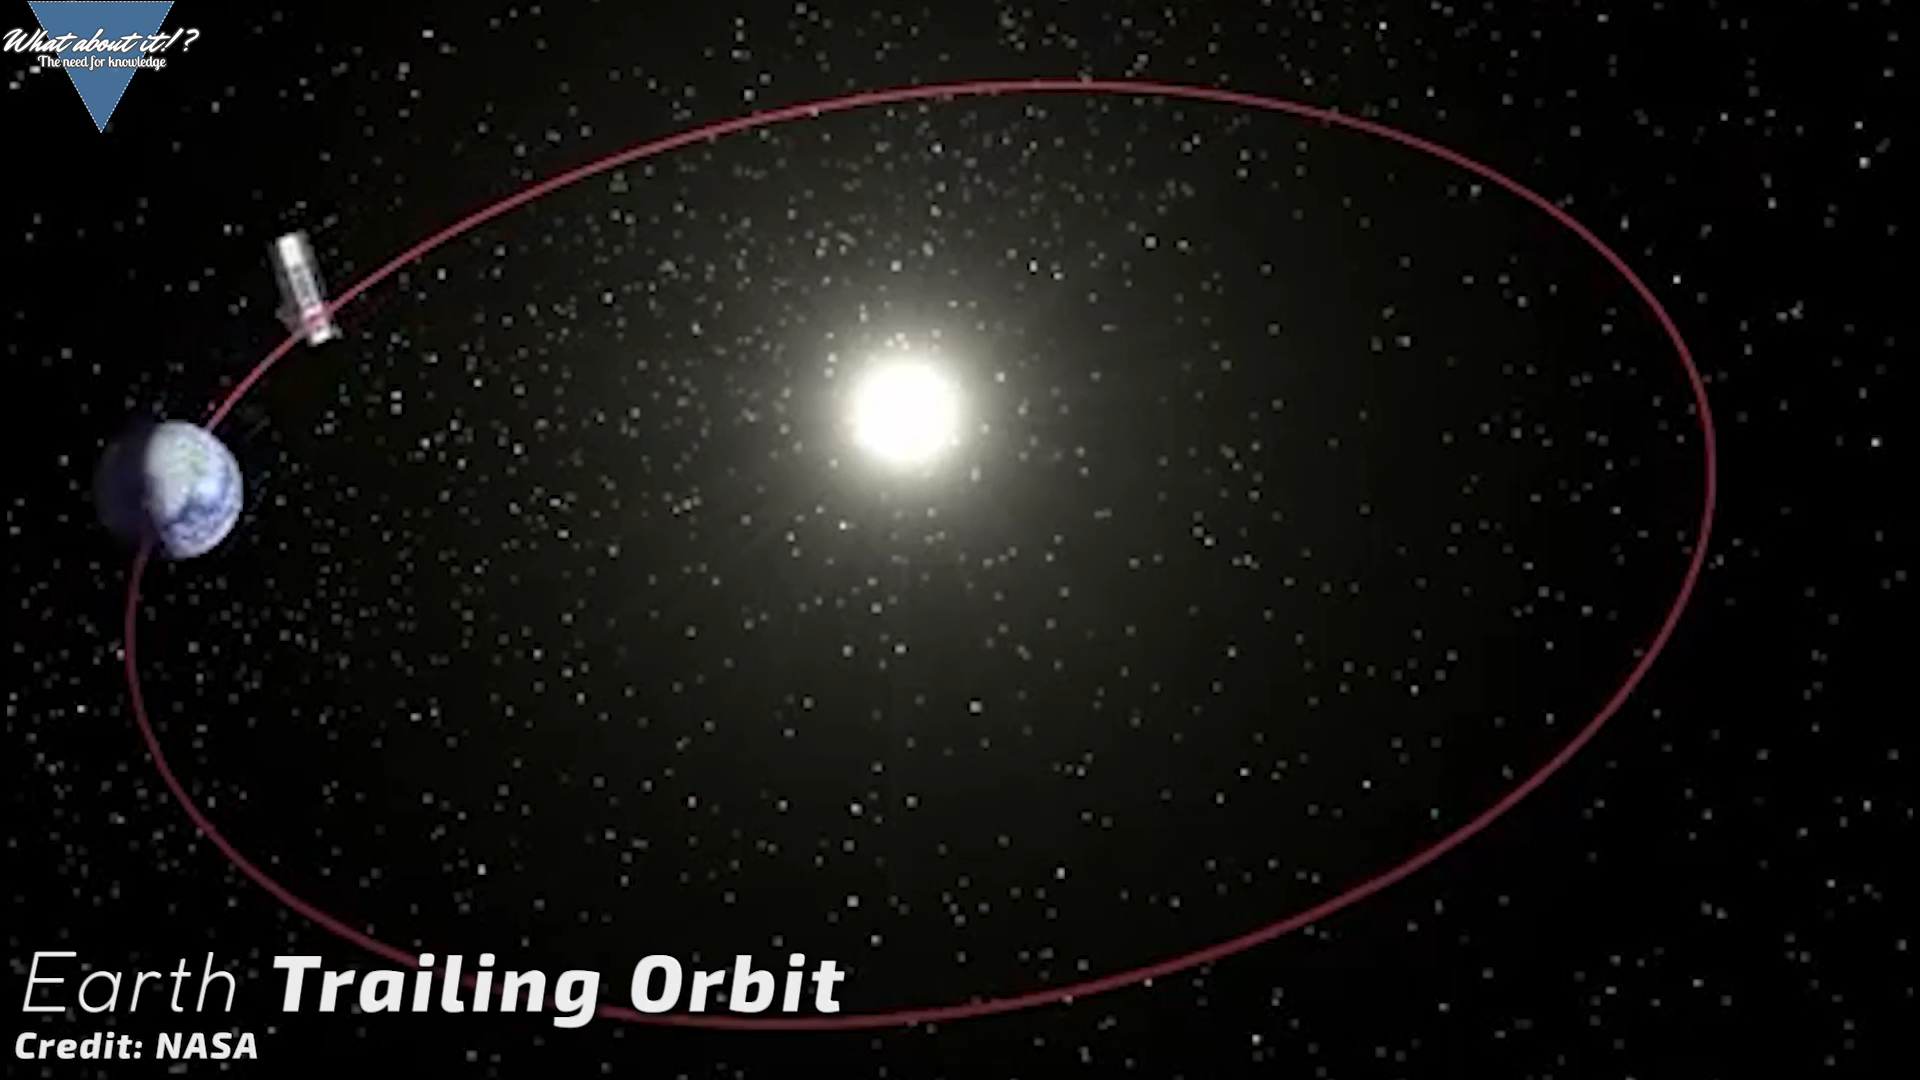 What about it!?
The need for knowledge
Earth Trailing Orbit
Credit: NASA